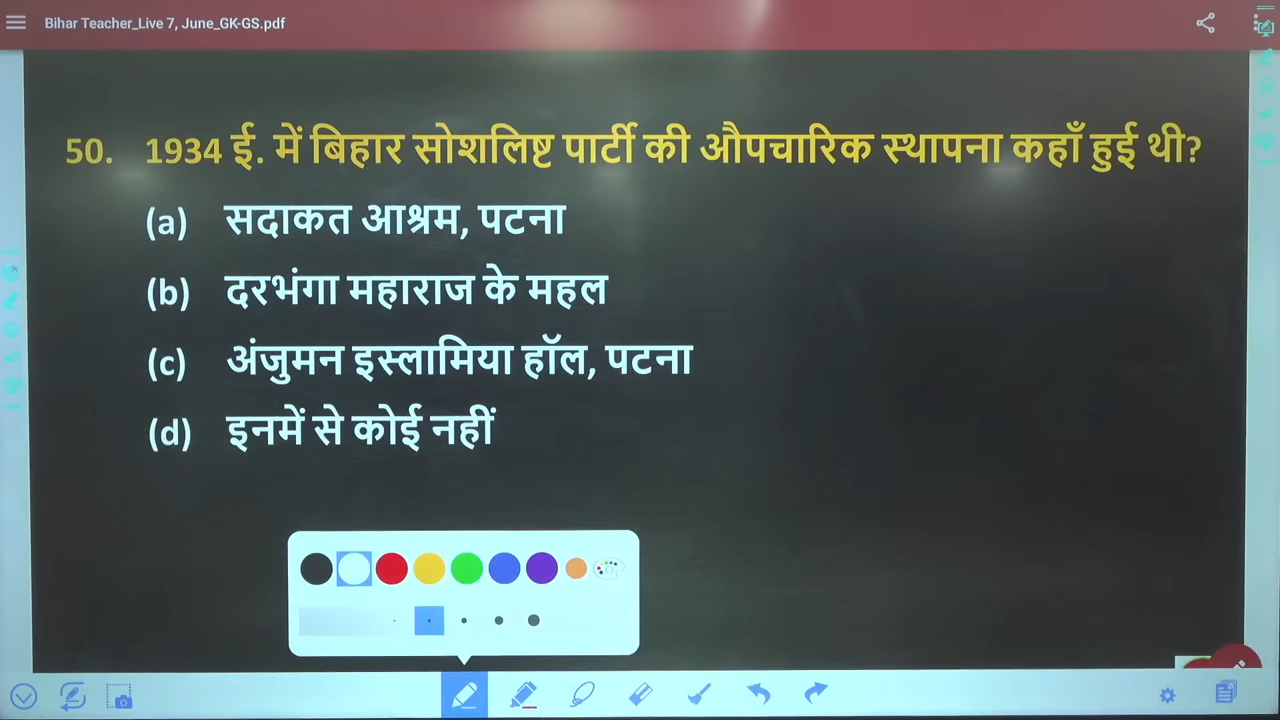 Bihar Teacher_Live 7, June_GK-GS.pdf
50. 1934 ई. में बिहार सोशलिष्ट पार्टी की औपचारिक स्थापना कहाँ हुई थी?
(a) सदाकत आश्रम, पटना
(b) दरभंगा महाराज के महल
(c) अंजुमन इस्लामिया हॉल, पटना
(d) इनमें से कोई नहीं